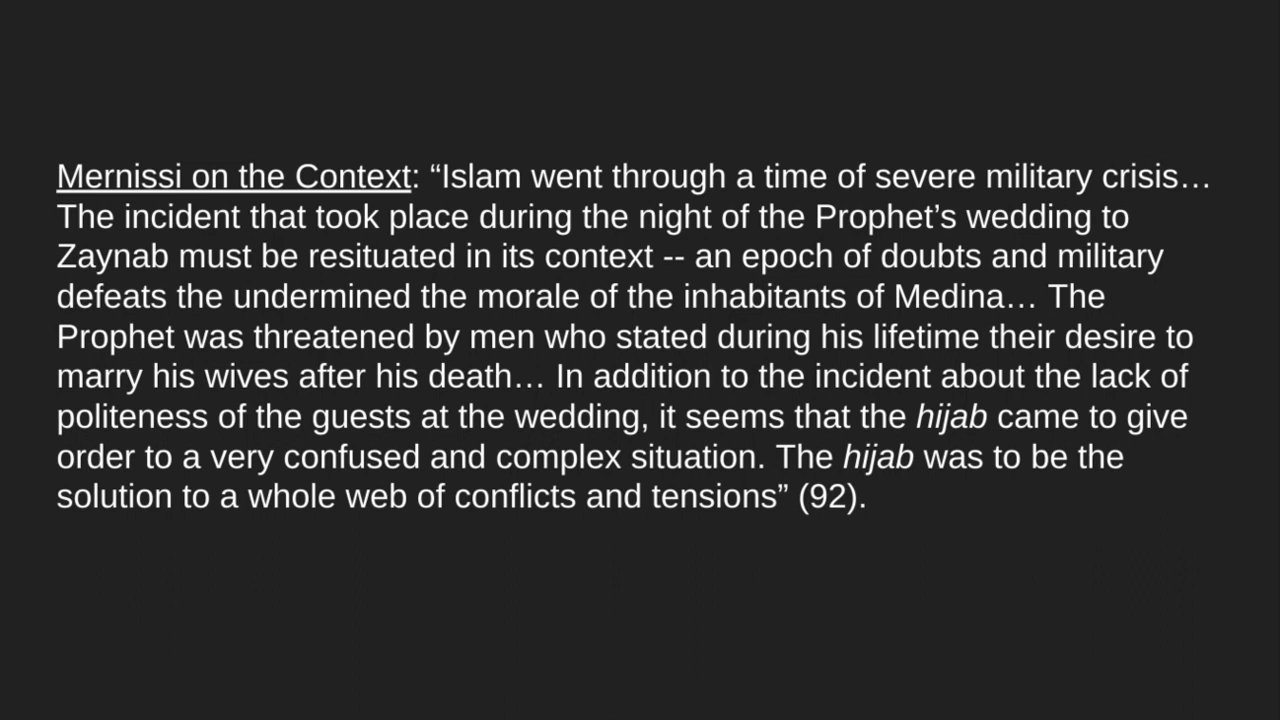 Mernissi on the Context: “Islam went through a time of severe military crisis…
The incident that took place during the night of the Prophet’s wedding to
Zaynab must be resituated in its context -- an epoch of doubts and military
defeats the undermined the morale of the inhabitants of Medina… The
Prophet was threatened by men who stated during his lifetime their desire to
marry his wives after his death… In addition to the incident about the lack of
politeness of the guests at the wedding, it seems that the hijab came to give
order to a very confused and complex situation. The hijab was to be the
solution to a whole web of conflicts and tensions” (92).